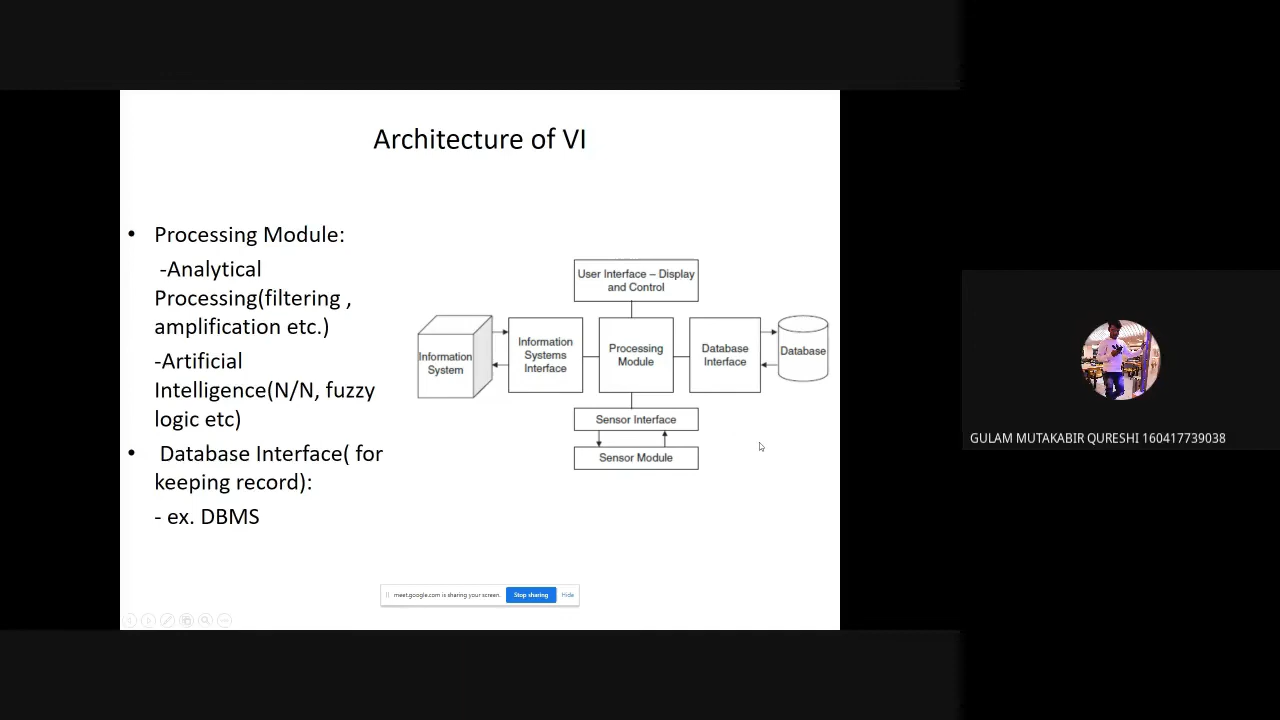 Architecture of VI
• Processing Module:
-Analytical
Processing(filtering ,
amplification etc.)
-Artificial
Intelligence(N/N, fuzzy
logic etc)
• Database Interface( for
keeping record):
- ex. DBMS
User Interface – Display
and Control
Information
System
Information
Systems
Interface
Processing
Module
Database
Interface
Database
Sensor Interface
Sensor Module
meet.google.com is sharing your screen.
Stop sharing
Hide
GULAM MUTAKABIR QURESHI 160417739038